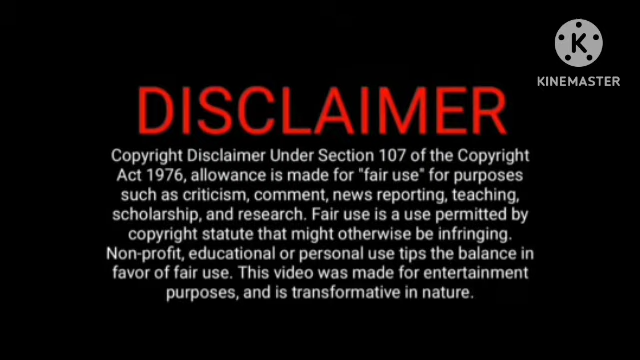 K
KINEMASTER
DISCLAIMER
Copyright Disclaimer Under Section 107 of the Copyright
Act 1976, allowance is made for "fair use" for purposes
such as criticism, comment, news reporting, teaching,
scholarship, and research. Fair use is a use permitted by
copyright statute that might otherwise be infringing.
Non-profit, educational or personal use tips the balance in
favor of fair use. This video was made for entertainment
purposes, and is transformative in nature.